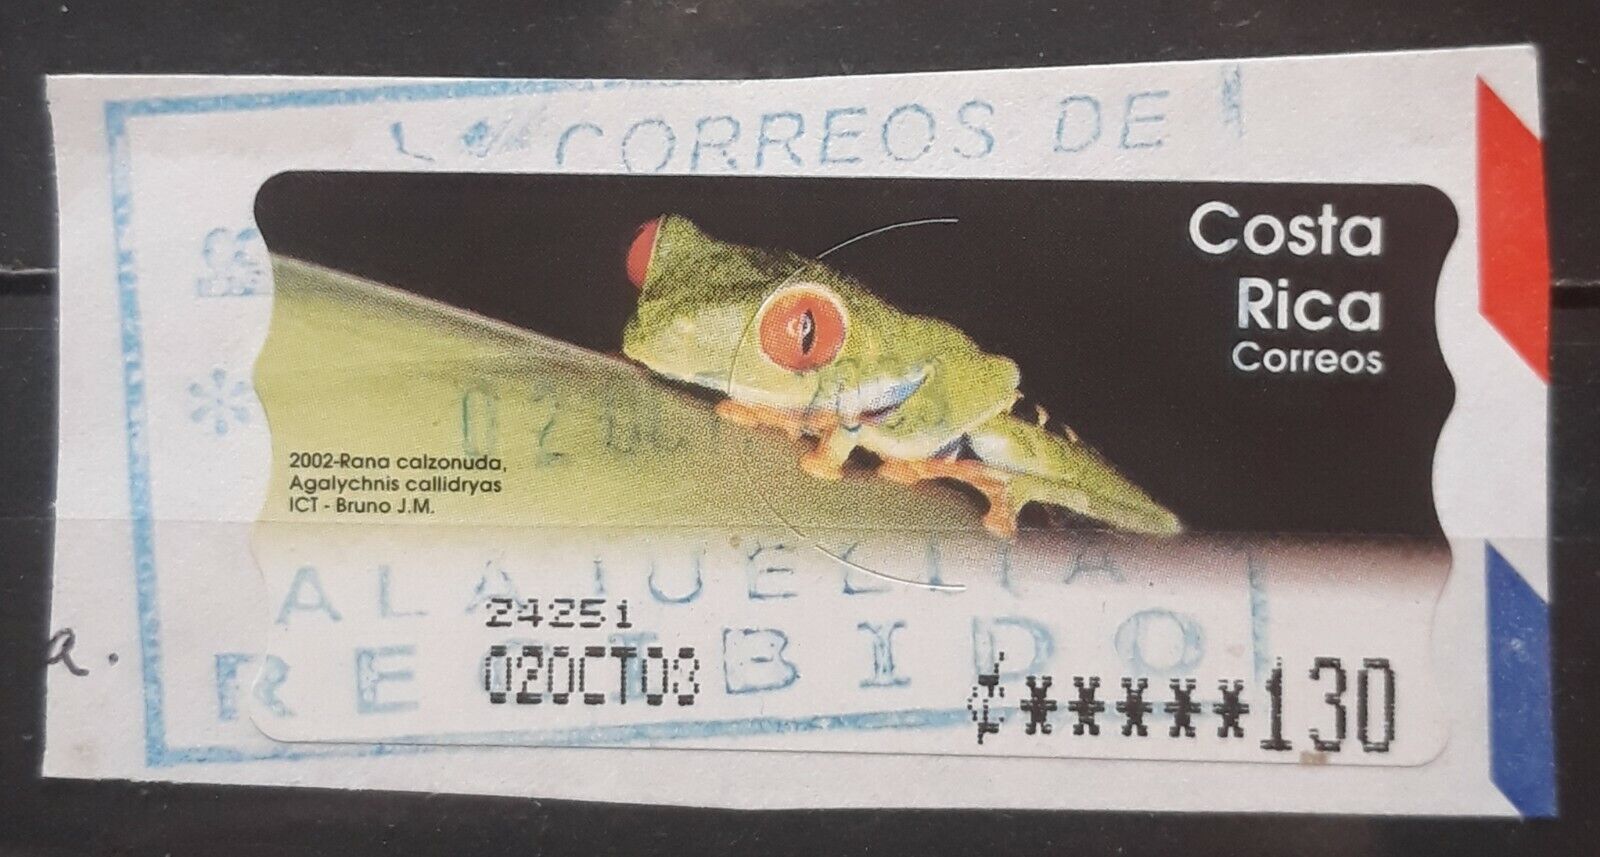 CORREOS DE
Costa
Rica
Correos
2002-Rana calzonuda,
Agalychnis callidryas
ICT - Bruno J.M.
ALAJUELITA
RECIBIDO
24251
02OCT03
₡*****130
a.